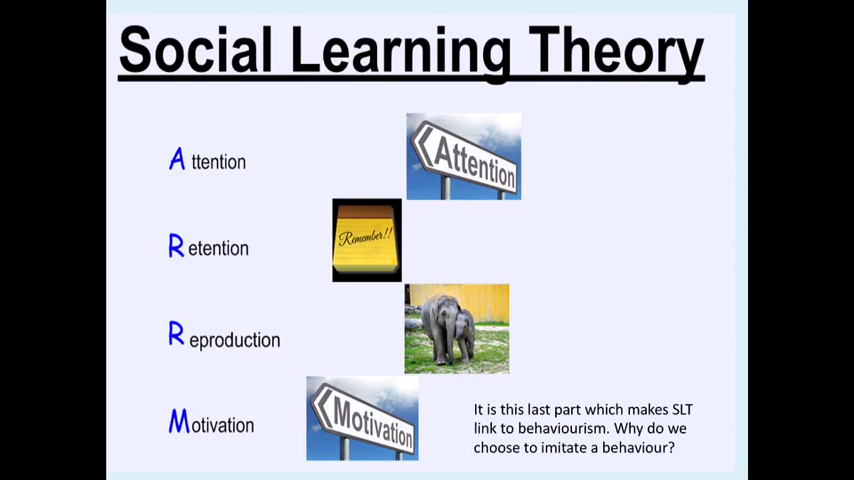 Social Learning Theory
Attention
Attention
Remember!!
Retention
Reproduction
Motivation
Motivation
It is this last part which makes SLT
link to behaviourism. Why do we
choose to imitate a behaviour?